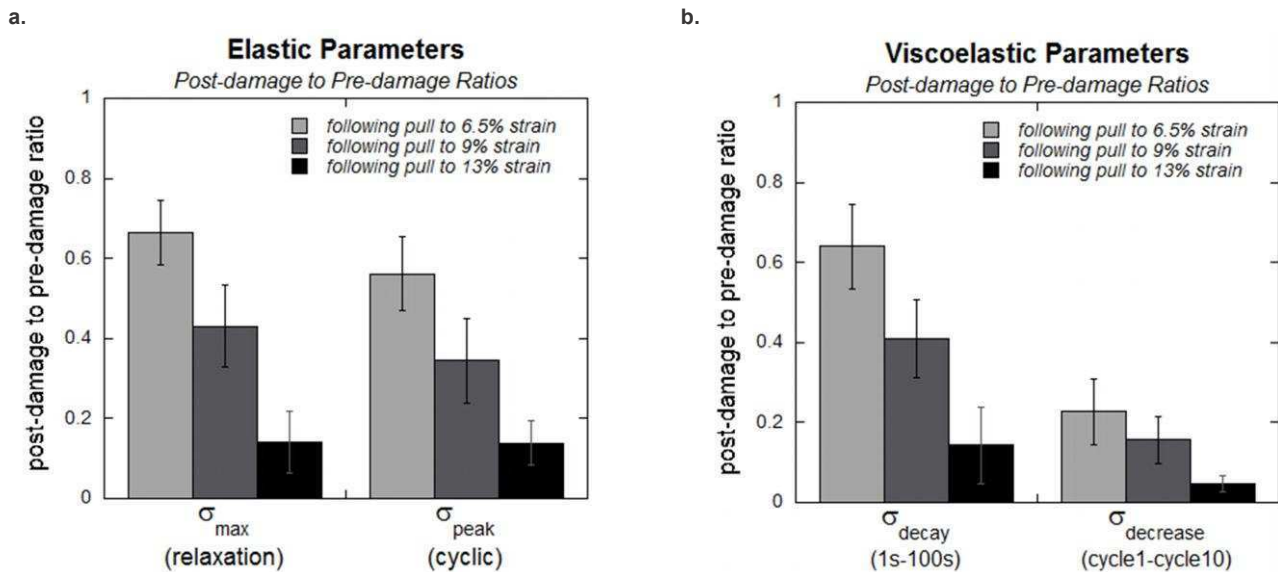 a.
Elastic Parameters
Post-damage to Pre-damage Ratios
post-damage to pre-damage ratio
1
0.8
0.6
0.4
0.2
0
following pull to 6.5% strain
following pull to 9% strain
following pull to 13% strain
σmax
(relaxation)
σpeak
(cyclic)
b.
Viscoelastic Parameters
Post-damage to Pre-damage Ratios
post-damage to pre-damage ratio
1
0.8
0.6
0.4
0.2
0
following pull to 6.5% strain
following pull to 9% strain
following pull to 13% strain
σdecay
(1s-100s)
σdecrease
(cycle1-cycle10)